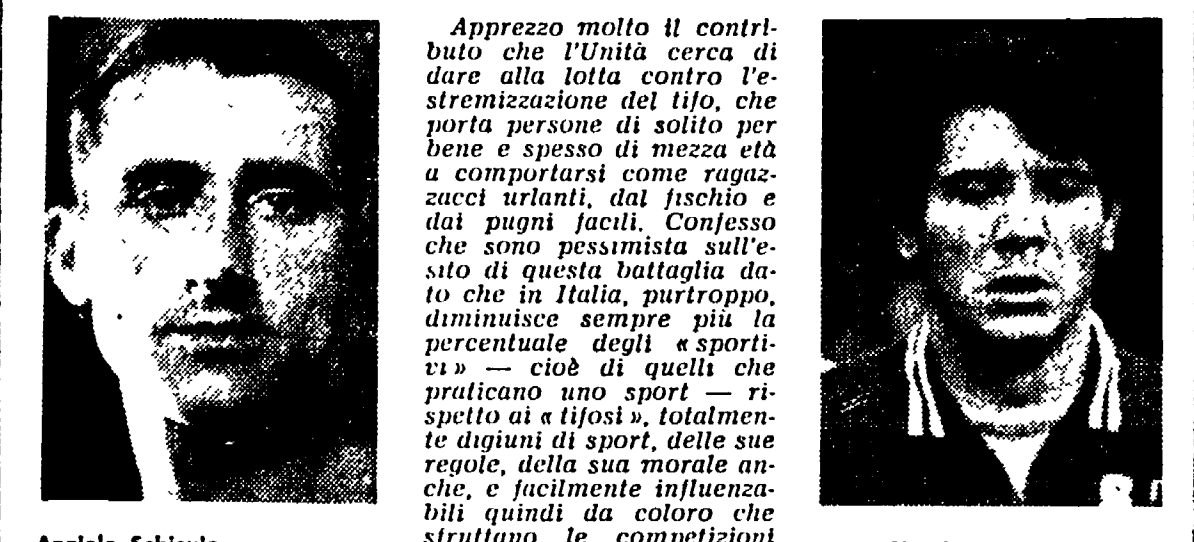 Apprezzo molto il contri-
buto che l'Unità cerca di
dare alla lotta contro l'e-
stremizzazione del tifo, che
porta persone di solito per
bene e spesso di mezza età
a comportarsi come ragaz-
zacci urlanti, dal fischio e
dai pugni facili. Confesso
che sono pessimista sull'e-
sito di questa battaglia da-
to che in Italia, purtroppo,
diminuisce sempre più la
percentuale degli « sporti-
vi » — cioè di quelli che
praticano uno sport — ri-
spetto ai « tifosi », totalmen-
te digiuni di sport, delle sue
regole, della sua morale an-
che, e facilmente influenza-
bili quindi da coloro che
sfruttano le competizioni